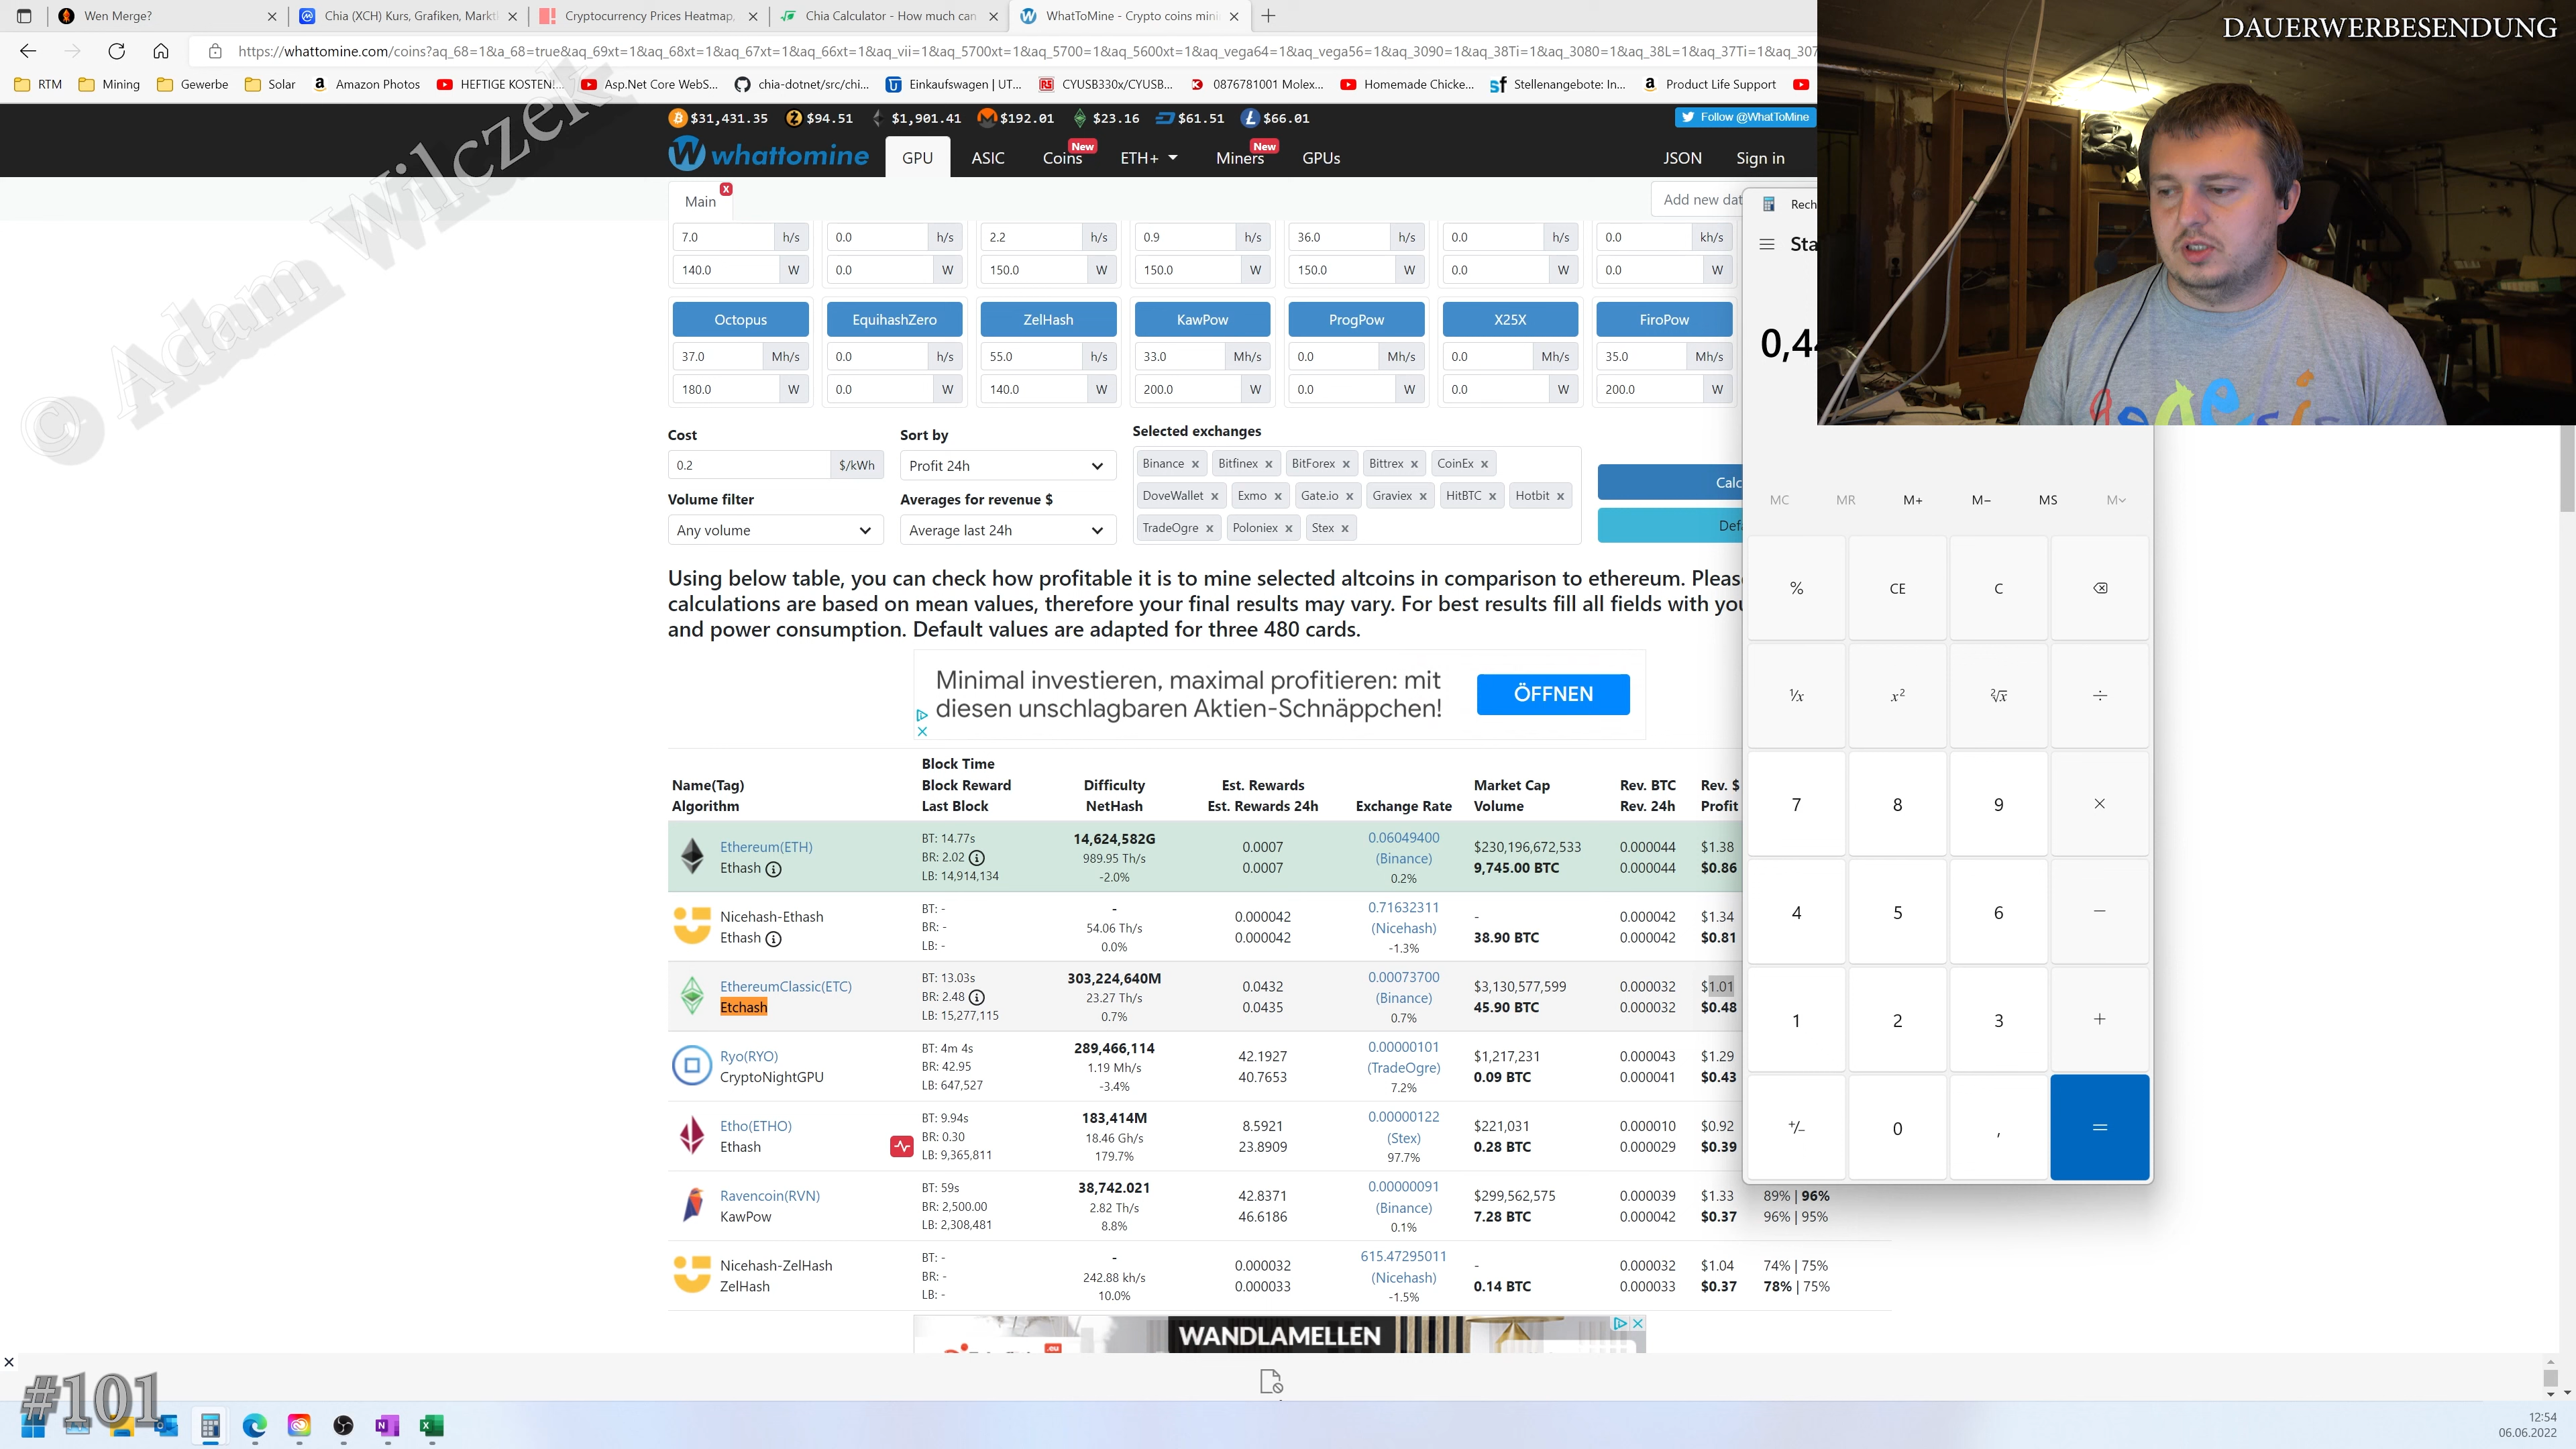 DAUERWERBESENDUNG
© Adam Wilczek
#101
Wen Merge?
Chia (XCH) Kurs, Grafiken, Markt
Cryptocurrency Prices Heatmap,
Chia Calculator - How much can
WhatToMine - Crypto coins mini
https://whattomine.com/coins?aq_68=1&a_68=true&aq_69xt=1&aq_68xt=1&aq_67xt=1&aq_66xt=1&aq_vii=1&aq_5700xt=1&aq_5700=1&aq_5600xt=1&aq_vega64=1&aq_vega56=1&aq_3090=1&aq_38Ti=1&aq_3080=1&aq_38L=1&aq_37Ti=1&aq_307
RTM
Mining
Gewerbe
Solar
Amazon Photos
HEFTIGE KOSTEN!...
Asp.Net Core WebS...
chia-dotnet/src/chi...
Einkaufswagen | UT...
CYUSB330x/CYUSB...
0876781001 Molex...
Homemade Chicke...
Stellenangebote: In...
Product Life Support
$31,431.35 $94.51 $1,901.41 $192.01 $23.16 $61.51 $66.01
Follow @WhatToMine
whattomine
GPU ASIC Coins New ETH+ Miners New GPUs
JSON Sign in
Main x
Add new dat
7.0 h/s 0.0 h/s 2.2 h/s 0.9 h/s 36.0 h/s 0.0 h/s 0.0 kh/s
140.0 W 0.0 W 150.0 W 150.0 W 150.0 W 0.0 W 0.0 W
Octopus EquihashZero ZelHash KawPow ProgPow X25X FiroPow
37.0 Mh/s 0.0 h/s 55.0 h/s 33.0 Mh/s 0.0 Mh/s 0.0 Mh/s 35.0 Mh/s
180.0 W 0.0 W 140.0 W 200.0 W 0.0 W 0.0 W 200.0 W
Cost Sort by Selected exchanges
0.2 $/kWh Profit 24h
Binance x Bitfinex x BitForex x Bittrex x CoinEx x
DoveWallet x Exmo x Gate.io x Graviex x HitBTC x Hotbit x
TradeOgre x Poloniex x Stex x
Volume filter Averages for revenue $
Any volume Average last 24h
Calc
Defa
Using below table, you can check how profitable it is to mine selected altcoins in comparison to ethereum. Pleas
calculations are based on mean values, therefore your final results may vary. For best results fill all fields with you
and power consumption. Default values are adapted for three 480 cards.
Minimal investieren, maximal profitieren: mit
diesen unschlagbaren Aktien-Schnäppchen!
ÖFFNEN
Name(Tag)
Algorithm
Block Time
Block Reward
Last Block
Difficulty
NetHash
Est. Rewards
Est. Rewards 24h
Exchange Rate
Market Cap
Volume
Rev. BTC
Rev. 24h
Rev. $
Profit
Ethereum(ETH)
Ethash
BT: 14.77s
BR: 2.02
LB: 14,914,134
14,624,582G
989.95 Th/s
-2.0%
0.0007
0.0007
0.06049400
(Binance)
0.2%
$230,196,672,533
9,745.00 BTC
0.000044
0.000044
$1.38
$0.86
Nicehash-Ethash
Ethash
BT: -
BR: -
LB: -
-
54.06 Th/s
0.0%
0.000042
0.000042
0.71632311
(Nicehash)
-1.3%
-
38.90 BTC
0.000042
0.000042
$1.34
$0.81
EthereumClassic(ETC)
Etchash
BT: 13.03s
BR: 2.48
LB: 15,277,115
303,224,640M
23.27 Th/s
0.7%
0.0432
0.0435
0.00073700
(Binance)
0.7%
$3,130,577,599
45.90 BTC
0.000032
0.000032
$1.01
$0.48
Ryo(RYO)
CryptoNightGPU
BT: 4m 4s
BR: 42.95
LB: 647,527
289,466,114
1.19 Mh/s
-3.4%
42.1927
40.7653
0.00000101
(TradeOgre)
7.2%
$1,217,231
0.09 BTC
0.000043
0.000041
$1.29
$0.43
Etho(ETHO)
Ethash
BT: 9.94s
BR: 0.30
LB: 9,365,811
183,414M
18.46 Gh/s
179.7%
8.5921
23.8909
0.00000122
(Stex)
97.7%
$221,031
0.28 BTC
0.000010
0.000029
$0.92
$0.39
Ravencoin(RVN)
KawPow
BT: 59s
BR: 2,500.00
LB: 2,308,481
38,742.021
2.82 Th/s
8.8%
42.8371
46.6186
0.00000091
(Binance)
0.1%
$299,562,575
7.28 BTC
0.000039
0.000042
$1.33
$0.37
89% | 96%
96% | 95%
Nicehash-ZelHash
ZelHash
BT: -
BR: -
LB: -
-
242.88 kh/s
10.0%
0.000032
0.000033
615.47295011
(Nicehash)
-1.5%
-
0.14 BTC
0.000032
0.000033
$1.04
$0.37
74% | 75%
78% | 75%
WANDLAMELLEN
Rech
Sta
0,44
MC MR M+ M− MS M
% CE C
¹/x x² ²√x ÷
7 8 9 ×
4 5 6 −
1 2 3 +
+/− 0 , =
genesis
12:54
06.06.2022